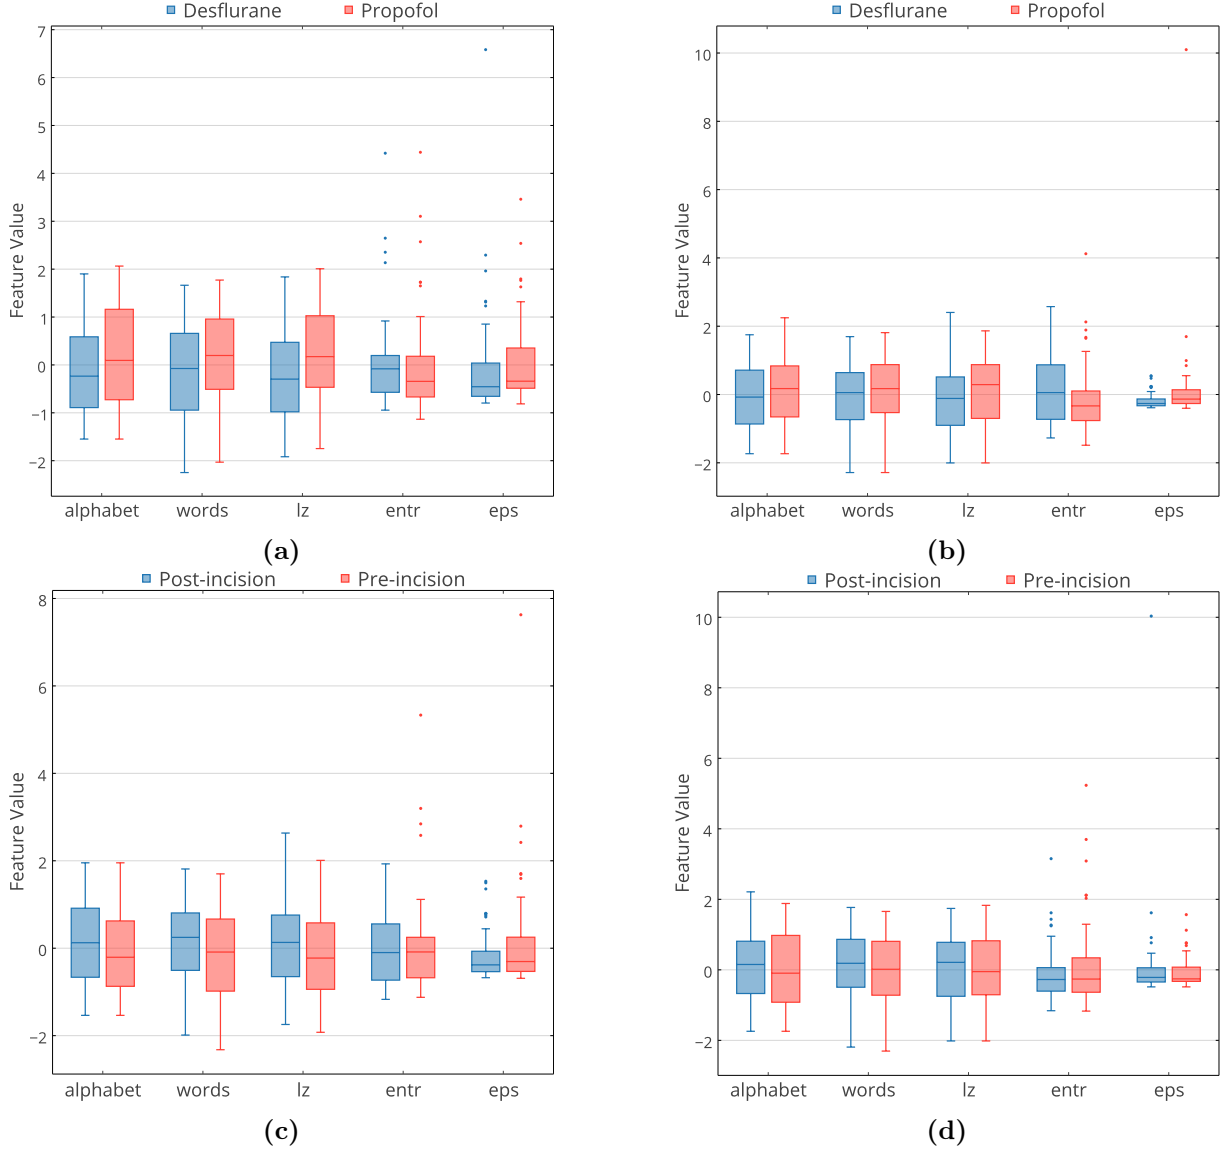 Desflurane Propofol
7
6
5
4
3
2
1
0
−1
−2
Feature Value
alphabet words lz entr eps
(a)
Desflurane Propofol
10
8
6
4
2
0
−2
Feature Value
alphabet words lz entr eps
(b)
Post-incision Pre-incision
8
6
4
2
0
−2
Feature Value
alphabet words lz entr eps
(c)
Post-incision Pre-incision
10
8
6
4
2
0
−2
Feature Value
alphabet words lz entr eps
(d)